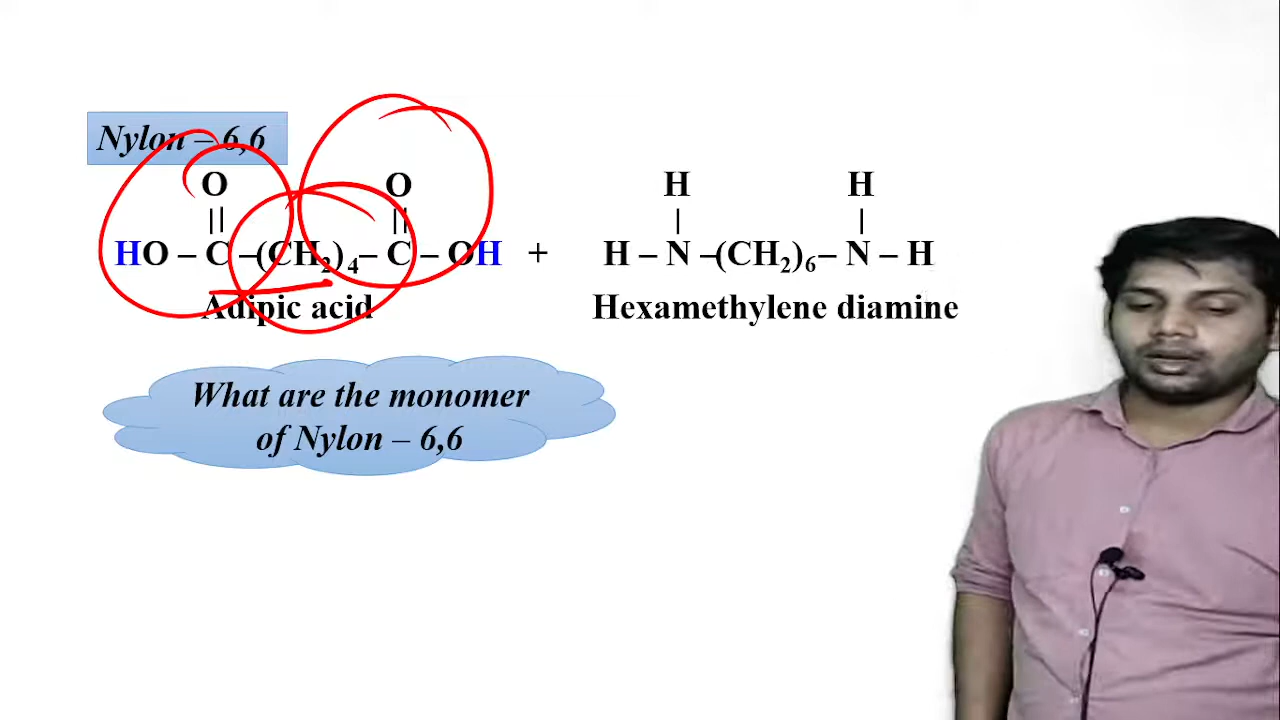 Nylon – 6,6
O O H H
|| || | |
HO – C –(CH₂)₄– C – OH + H – N –(CH₂)₆– N – H
Adipic acid Hexamethylene diamine
What are the monomer
of Nylon – 6,6